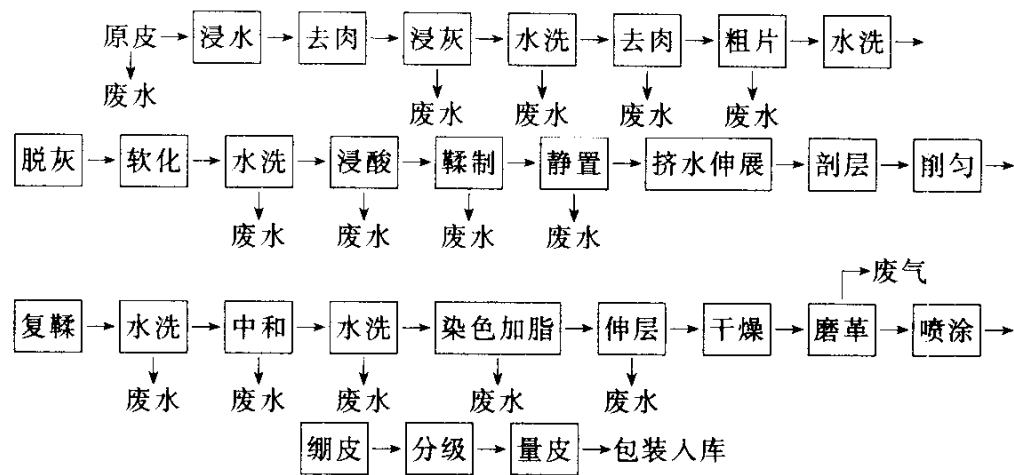 原皮 浸水 去肉 浸灰 水洗 去肉 粗片 水洗
废水 废水 废水 废水 废水
脱灰 软化 水洗 浸酸 鞣制 静置 挤水伸展 剖层 削匀
废水 废水 废水 废水
废气
复鞣 水洗 中和 水洗 染色加脂 伸层 干燥 磨革 喷涂
废水 废水 废水 废水 废水
绷皮 分级 量皮 包装入库